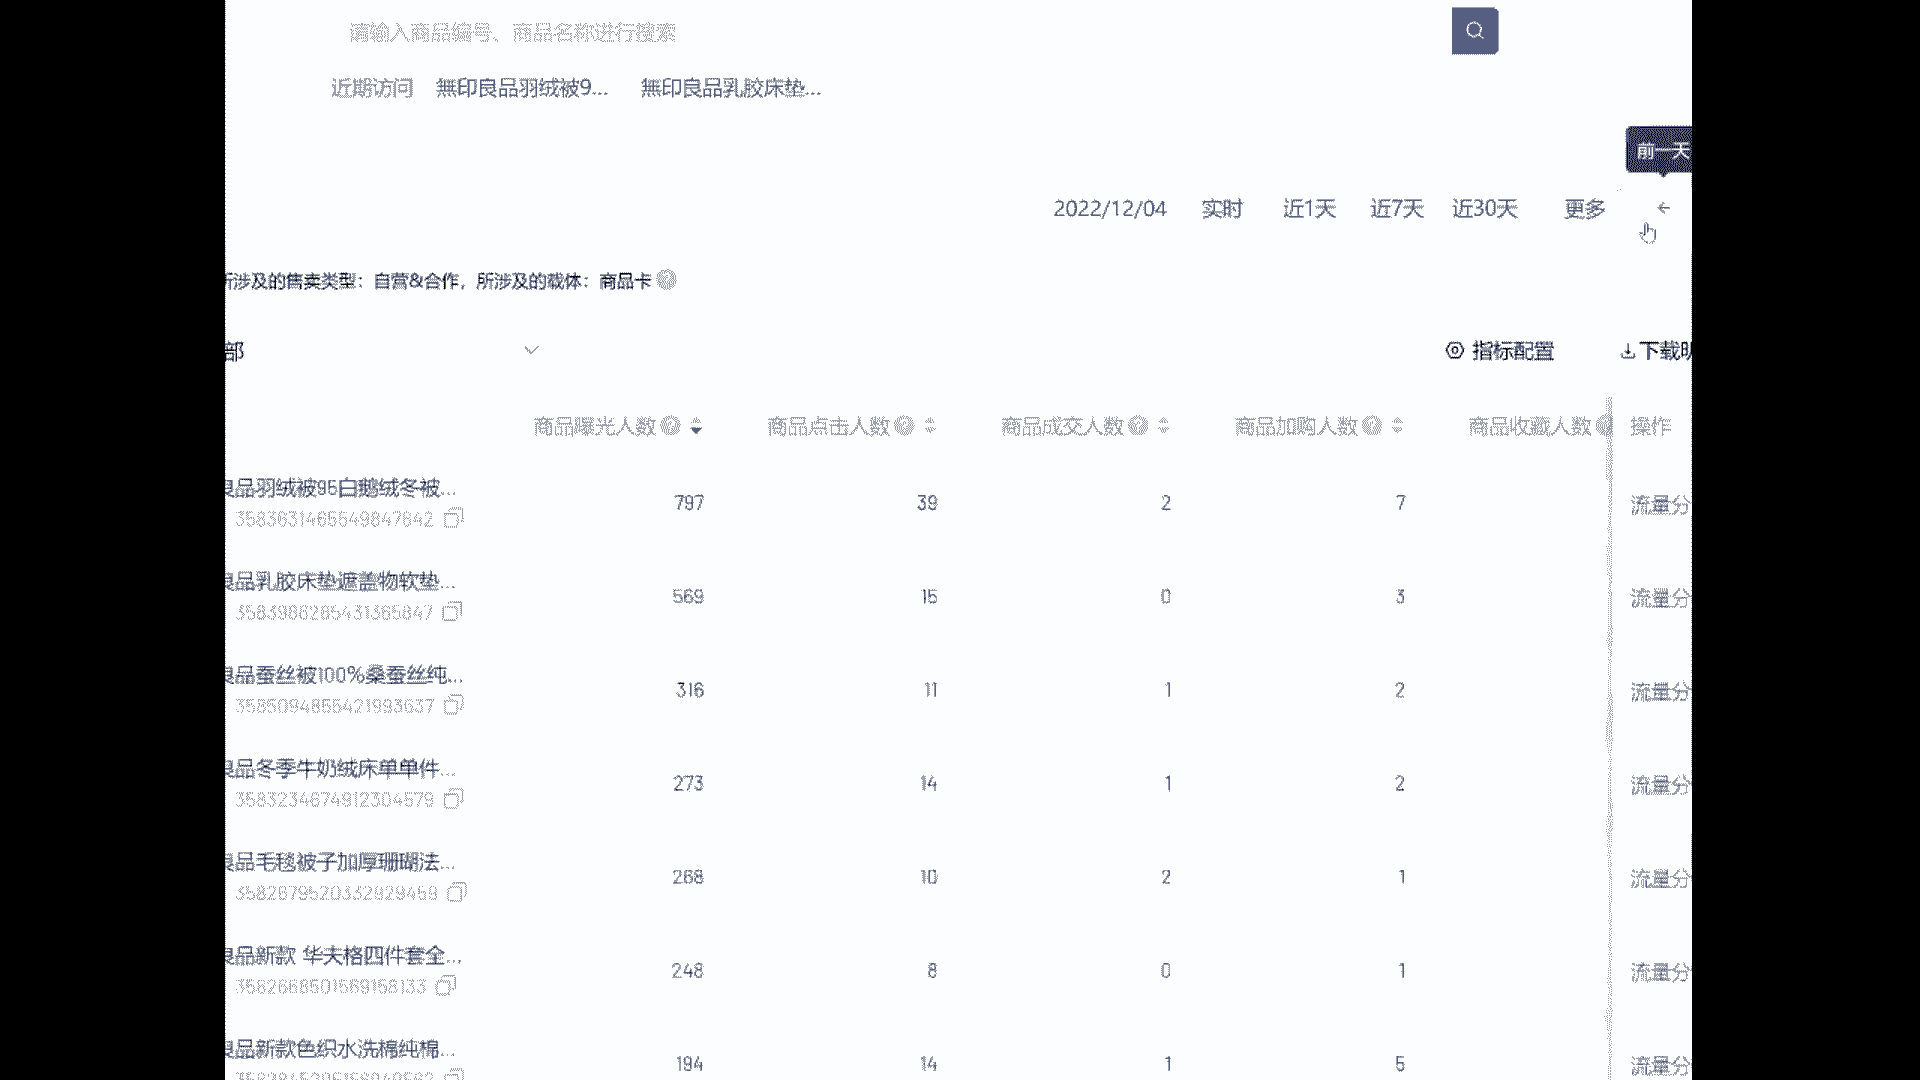 请输入商品编号、商品名称进行搜索
近期访问 無印良品羽绒被9... 無印良品乳胶床垫...
前一天
2022/12/04 实时 近1天 近7天 近30天 更多
所涉及的售卖类型：自营&合作，所涉及的载体：商品卡
部 指标配置 下载明
商品曝光人数 商品点击人数 商品成交人数 商品加购人数 商品收藏人数 操作
良品羽绒被95白鹅绒冬被...
797 39 2 7 流量分
3583631465549847642
良品乳胶床垫遮盖物软垫...
569 15 0 3 流量分
3583986285431365847
良品蚕丝被100%桑蚕丝纯...
316 11 1 2 流量分
3585094855421993637
良品冬季牛奶绒床单单件...
273 14 1 2 流量分
3583234674912304579
良品毛毯被子加厚珊瑚法...
268 10 2 1 流量分
3582679520332929459
良品新款 华夫格四件套全...
248 8 0 1 流量分
3582668501569158133
良品新款色织水洗棉纯棉...
194 14 1 5 流量分